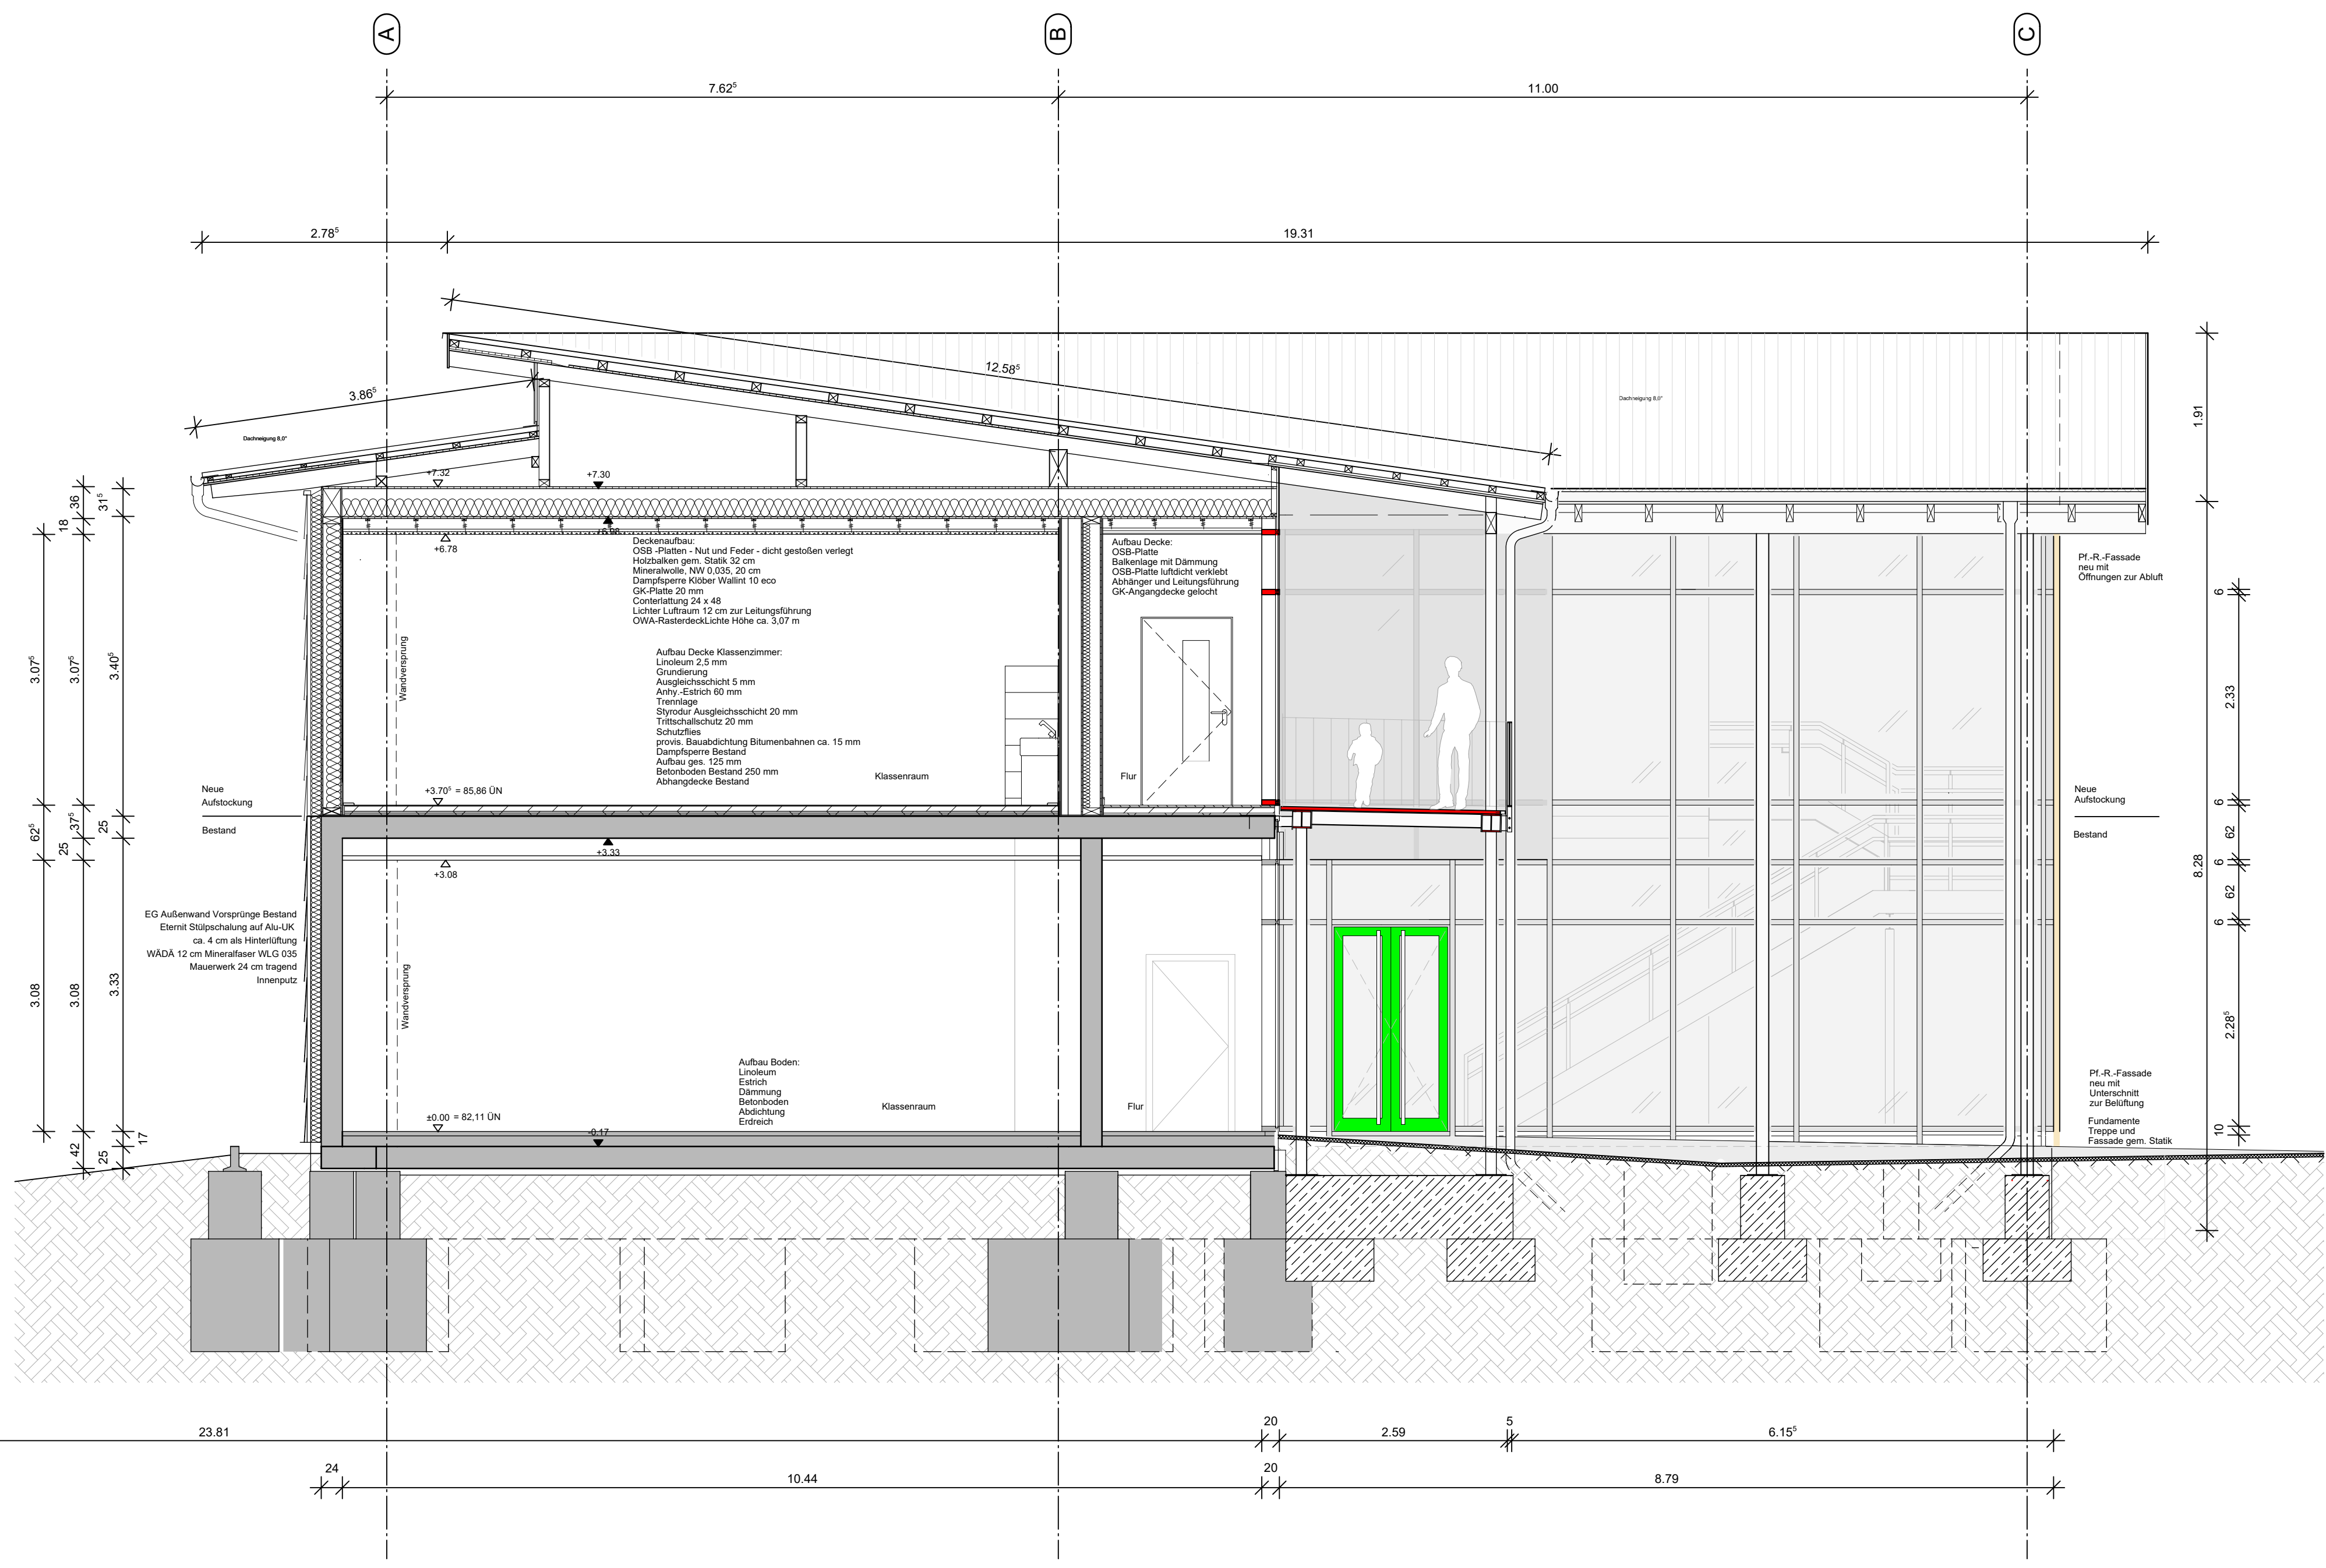 A
B
C
7.62⁵
11.00
2.78⁵
19.31
12.58⁵
3.86⁵
Dachneigung 8,0°
Dachneigung 8,0°
1.91
+7.32
+7.30
36
31⁵
18
+6.98
+6.78
Deckenaufbau:
OSB -Platten - Nut und Feder - dicht gestoßen verlegt
Holzbalken gem. Statik 32 cm
Mineralwolle, NW 0,035, 20 cm
Dampfsperre Klöber Wallint 10 eco
GK-Platte 20 mm
Conterlattung 24 x 48
Lichter Luftraum 12 cm zur Leitungsführung
OWA-RasterdeckLichte Höhe ca. 3,07 m
Aufbau Decke:
OSB-Platte
Balkenlage mit Dämmung
OSB-Platte luftdicht verklebt
Abhänger und Leitungsführung
GK-Angangdecke gelocht
Pf.-R.-Fassade
neu mit
Öffnungen zur Abluft
Aufbau Decke Klassenzimmer:
Linoleum 2,5 mm
Grundierung
Ausgleichsschicht 5 mm
Anhy.-Estrich 60 mm
Trennlage
Styrodur Ausgleichsschicht 20 mm
Trittschallschutz 20 mm
Schutzflies
provis. Bauabdichtung Bitumenbahnen ca. 15 mm
Dampfsperre Bestand
Aufbau ges. 125 mm
Betonboden Bestand 250 mm
Abhangdecke Bestand
Wandversprung
Klassenraum
Flur
3.07⁵
3.07⁵
3.40⁵
6
2.33
+3.70⁵ = 85,86 ÜN
Neue
Aufstockung
Bestand
Neue
Aufstockung
Bestand
62⁵
37⁵
25
25
+3.33
+3.08
6
62
6
62
6
8.28
EG Außenwand Vorsprünge Bestand
Eternit Stülpschalung auf Alu-UK
ca. 4 cm als Hinterlüftung
WÄDÄ 12 cm Mineralfaser WLG 035
Mauerwerk 24 cm tragend
Innenputz
Wandversprung
3.08
3.08
3.33
2.28⁵
Aufbau Boden:
Linoleum
Estrich
Dämmung
Betonboden
Abdichtung
Erdreich
Klassenraum
Flur
Pf.-R.-Fassade
neu mit
Unterschnitt
zur Belüftung
Fundamente
Treppe und
Fassade gem. Statik
±0.00 = 82,11 ÜN
-0.17
42
25
17
10
23.81
20
2.59
5
6.15⁵
24
10.44
20
8.79